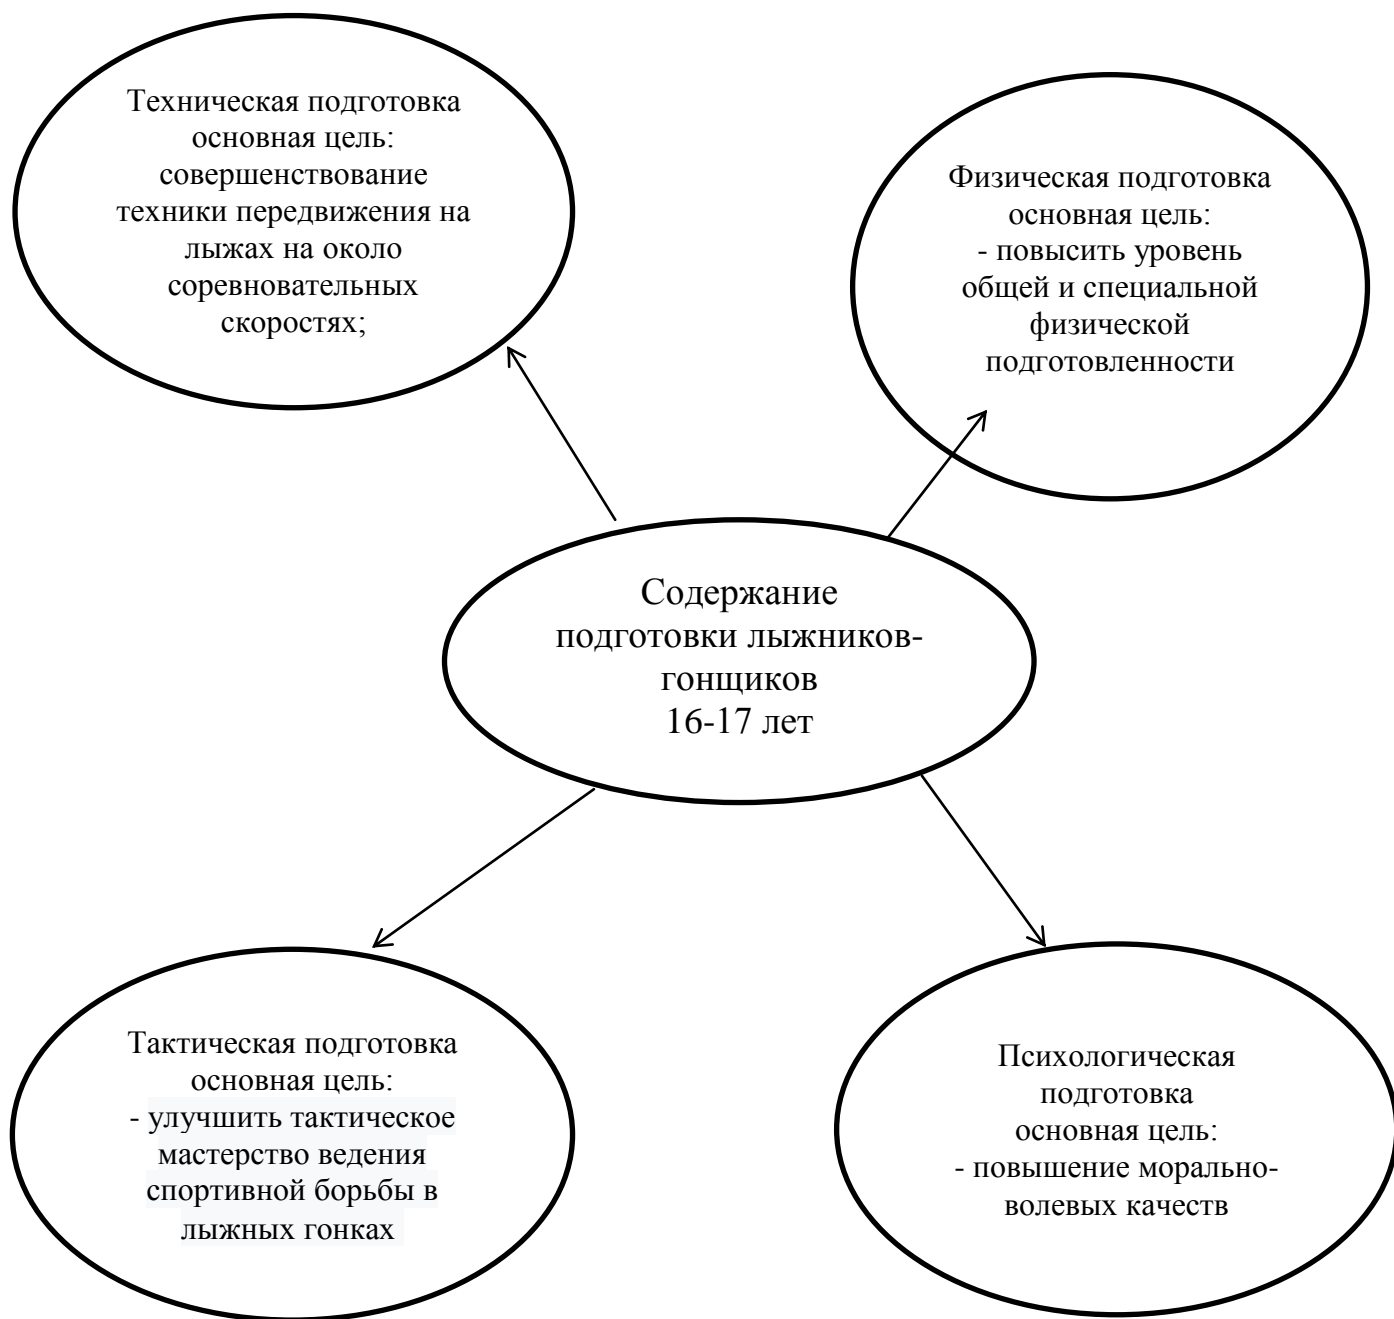 Техническая подготовка
основная цель:
совершенствование
техники передвижения на
лыжах на около
соревновательных
скоростях;
Физическая подготовка
основная цель:
- повысить уровень
общей и специальной
физической
подготовленности
Содержание
подготовки лыжников-
гонщиков
16-17 лет
Тактическая подготовка
основная цель:
- улучшить тактическое
мастерство ведения
спортивной борьбы в
лыжных гонках
Психологическая
подготовка
основная цель:
- повышение морально-
волевых качеств